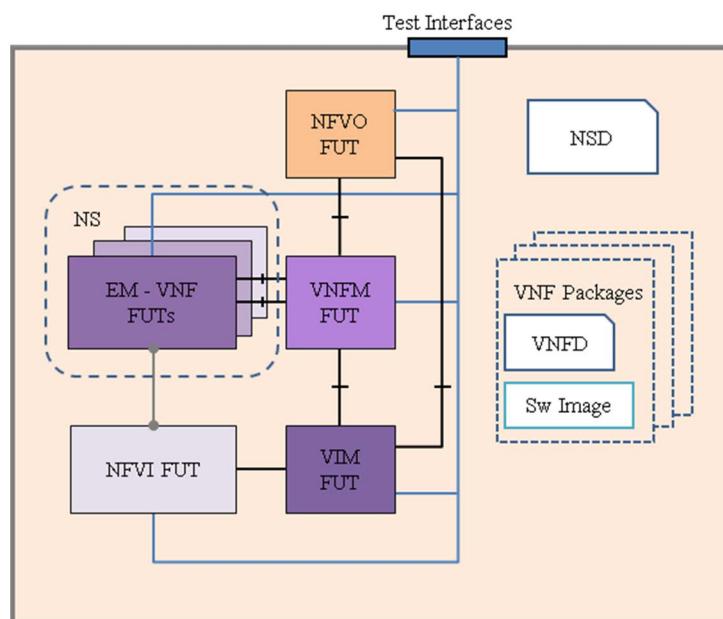 Test Interfaces
NFVO
FUT
NSD
NS
EM - VNF
FUTs
VNFM
FUT
VNF Packages
VNFD
Sw Image
NFVI FUT
VIM
FUT